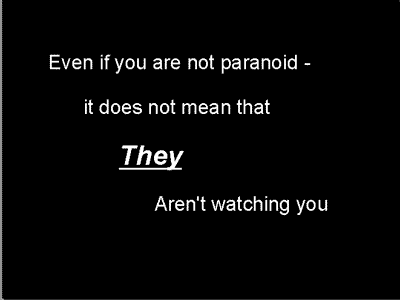 Even if you are not paranoid -
it does not mean that
They
Aren't watching you